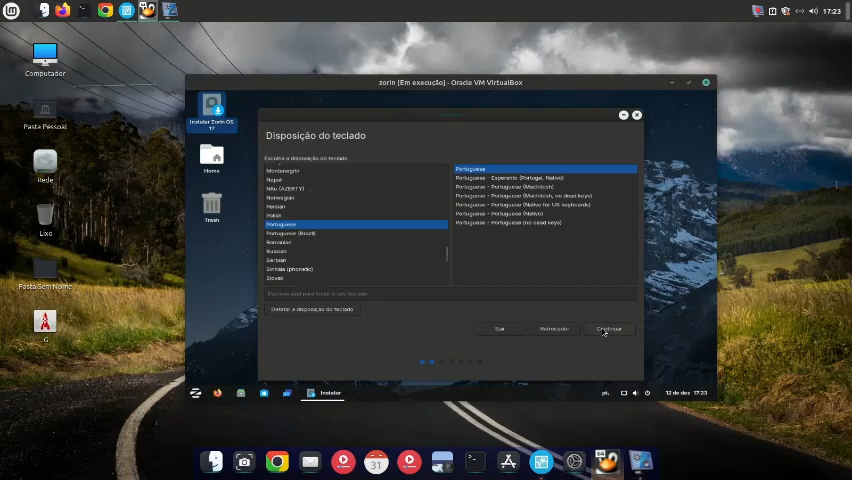 17:23
Computador
Pasta Pessoal
Rede
Lixo
Pasta Sem Nome
G
zorin [Em execução] - Oracle VM VirtualBox
Instalar Zorin OS
17
Home
Trash
Disposição do teclado
Escolha a disposição do teclado
Montenegrin
Nepali
NKo (AZERTY)
Norwegian
Persian
Polish
Portuguese
Portuguese (Brazil)
Romanian
Russian
Serbian
Sinhala (phonetic)
Slovak
Portuguese
Portuguese - Esperanto (Portugal, Nativo)
Portuguese - Portuguese (Macintosh)
Portuguese - Portuguese (Macintosh, no dead keys)
Portuguese - Portuguese (Nativo for US keyboards)
Portuguese - Portuguese (Nativo)
Portuguese - Portuguese (no dead keys)
Escreva aqui para testar o seu teclado
Detetar a disposição do teclado
Sair
Retroceder
Continuar
Instalar
12 de dez 17:23
31